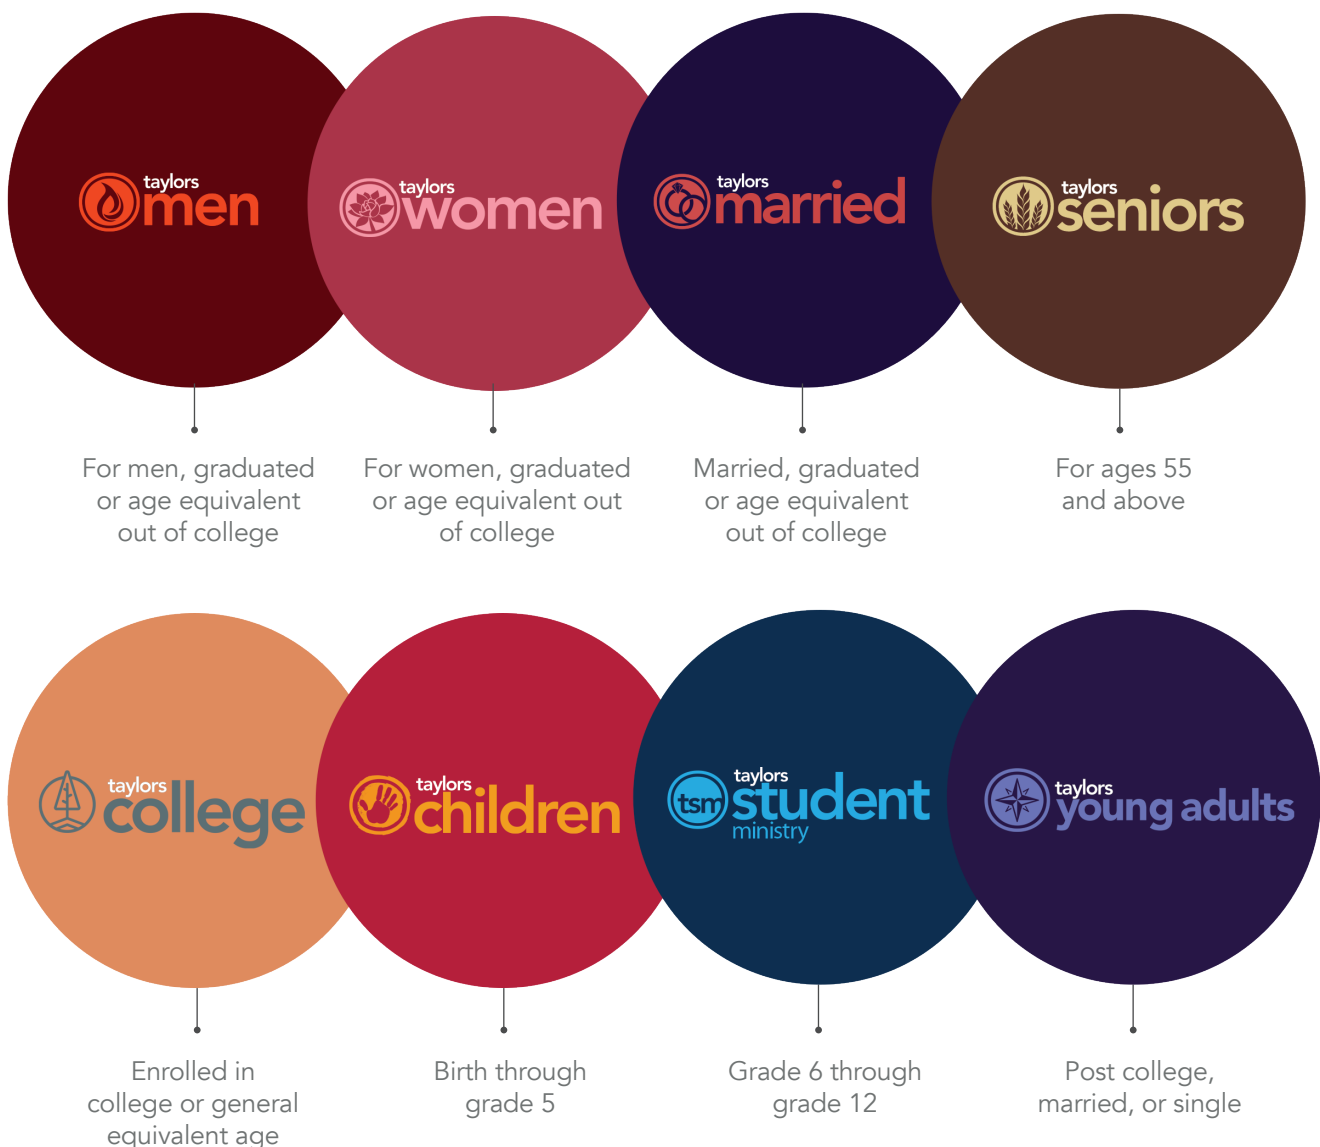 taylors
men
taylors
women
taylors
married
taylors
seniors
For men, graduated
or age equivalent
out of college
For women, graduated
or age equivalent out
of college
Married, graduated
or age equivalent
out of college
For ages 55
and above
taylors
college
taylors
children
tsm
taylors
student
ministry
taylors
young adults
Enrolled in
college or general
equivalent age
Birth through
grade 5
Grade 6 through
grade 12
Post college,
married, or single